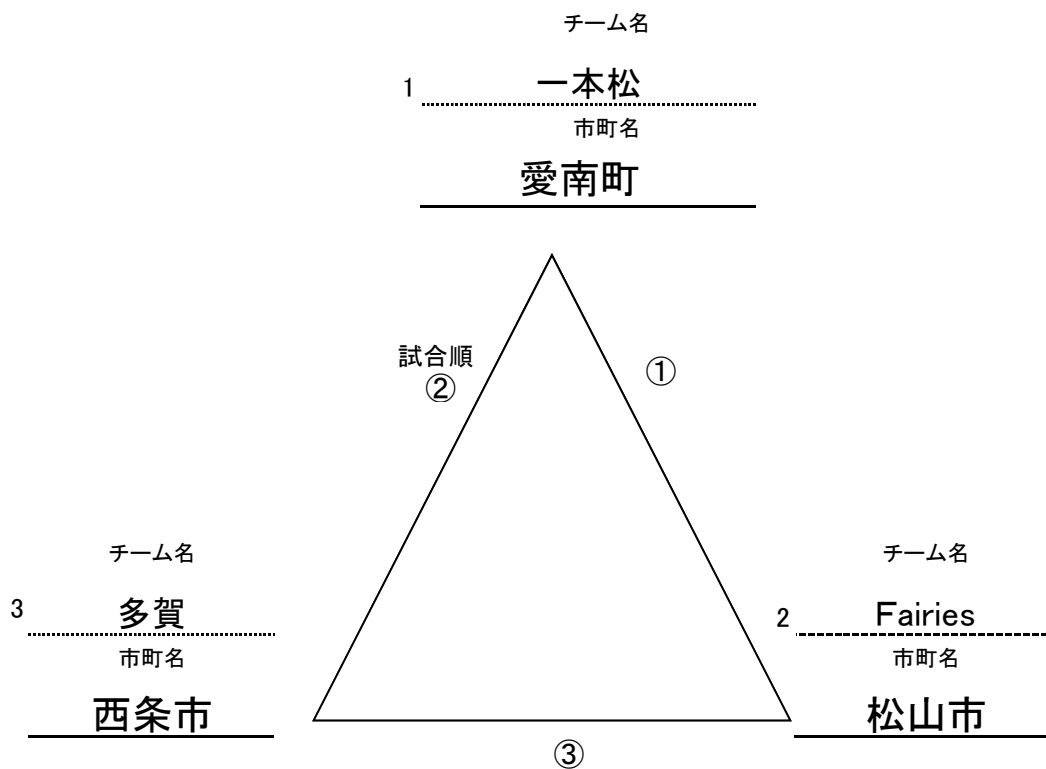 チーム名
1 一本松
市町名
愛南町
試合順
②
①
チーム名
3 多賀
市町名
西条市
チーム名
2 Fairies
市町名
松山市
③